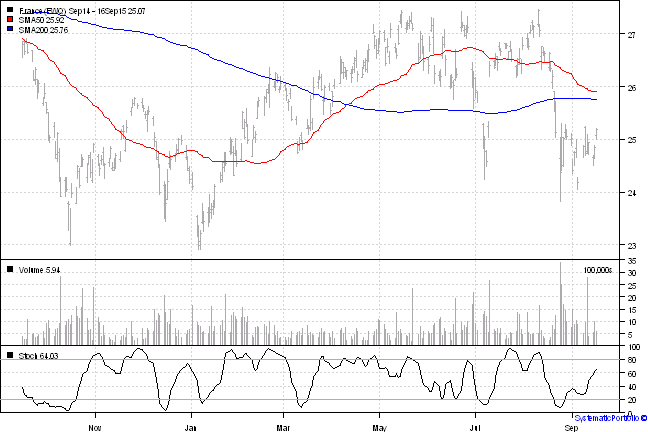 France (EWQ) Sep14 - 16Sep15 25.07
SMA50 25.92
SMA200 25.76
27
26
25
24
23
Volume 5.94
100,000s
35
30
25
20
15
10
5
Stoch 64.03
100
80
60
40
20
0
Nov Jan Mar May Jul Sep
SystematicPortfolio ©